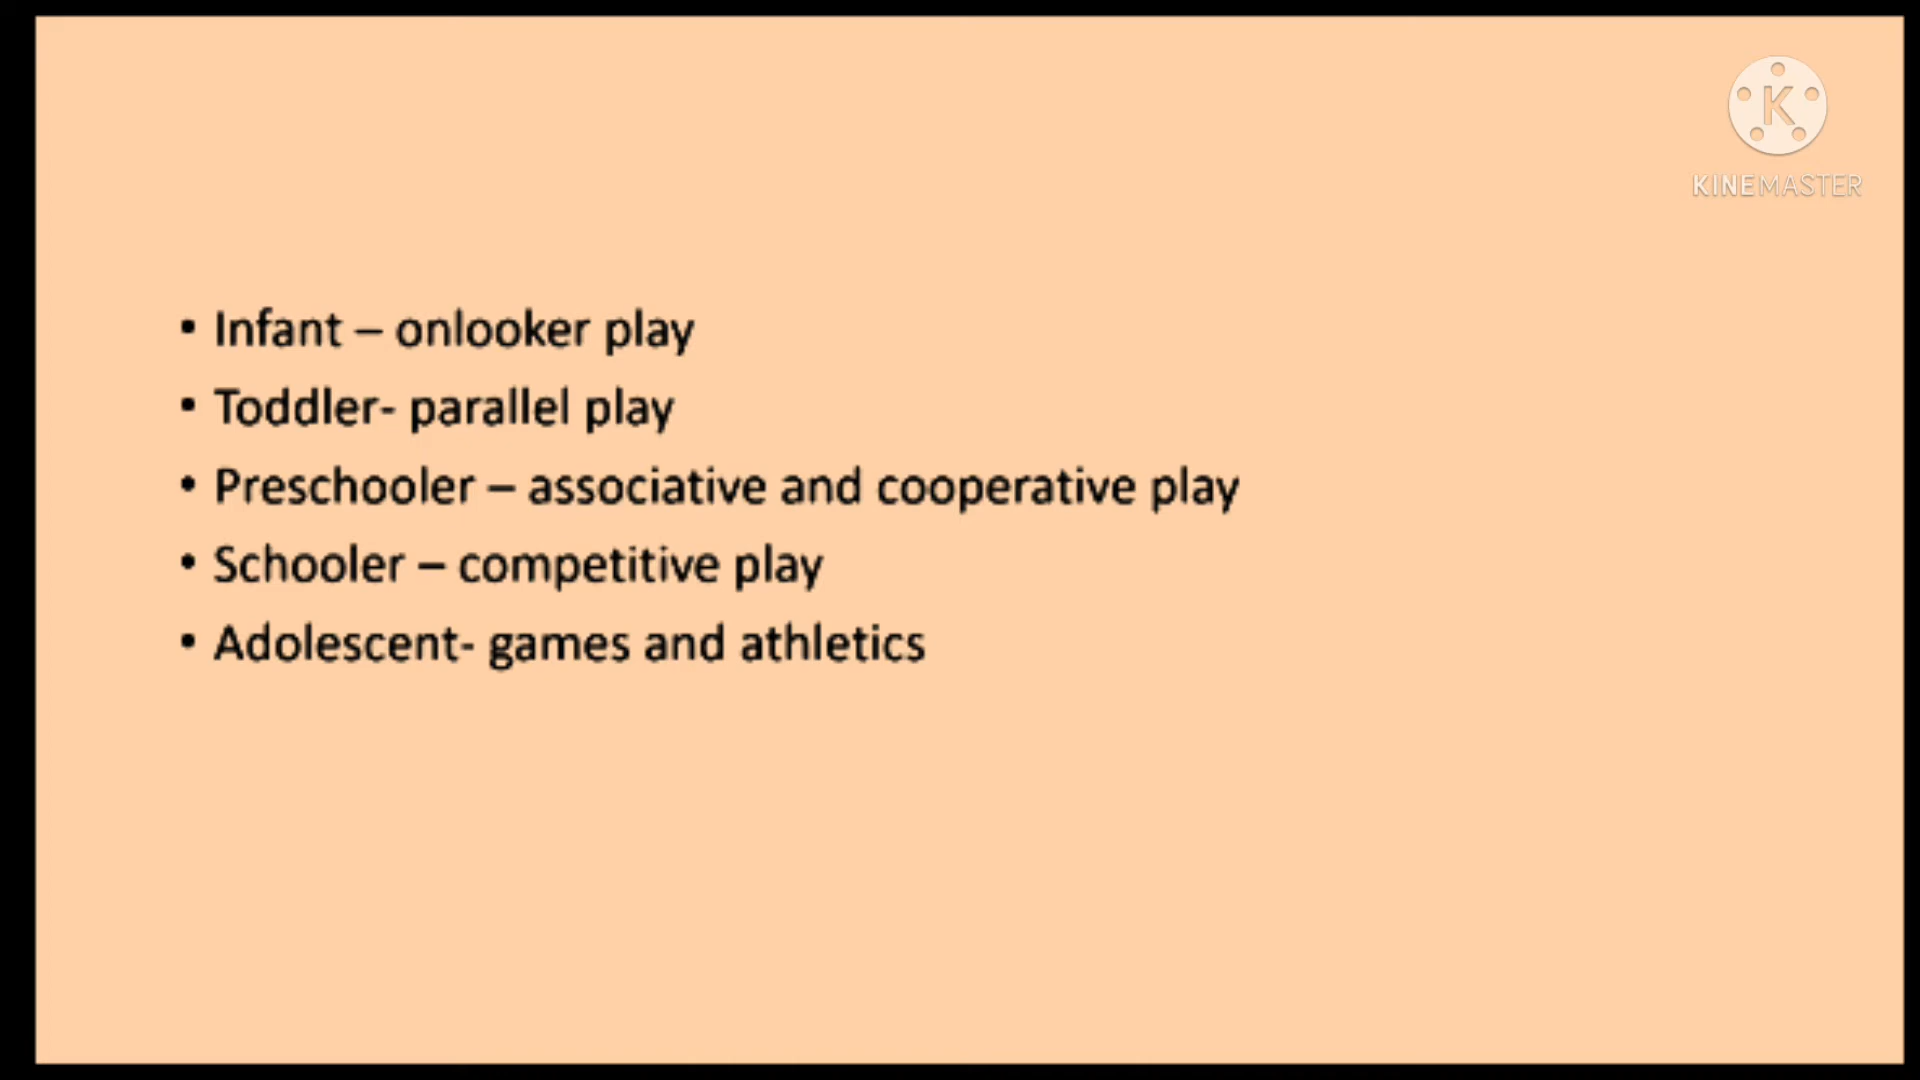 K
KINEMASTER
• Infant – onlooker play
• Toddler- parallel play
• Preschooler – associative and cooperative play
• Schooler – competitive play
• Adolescent- games and athletics